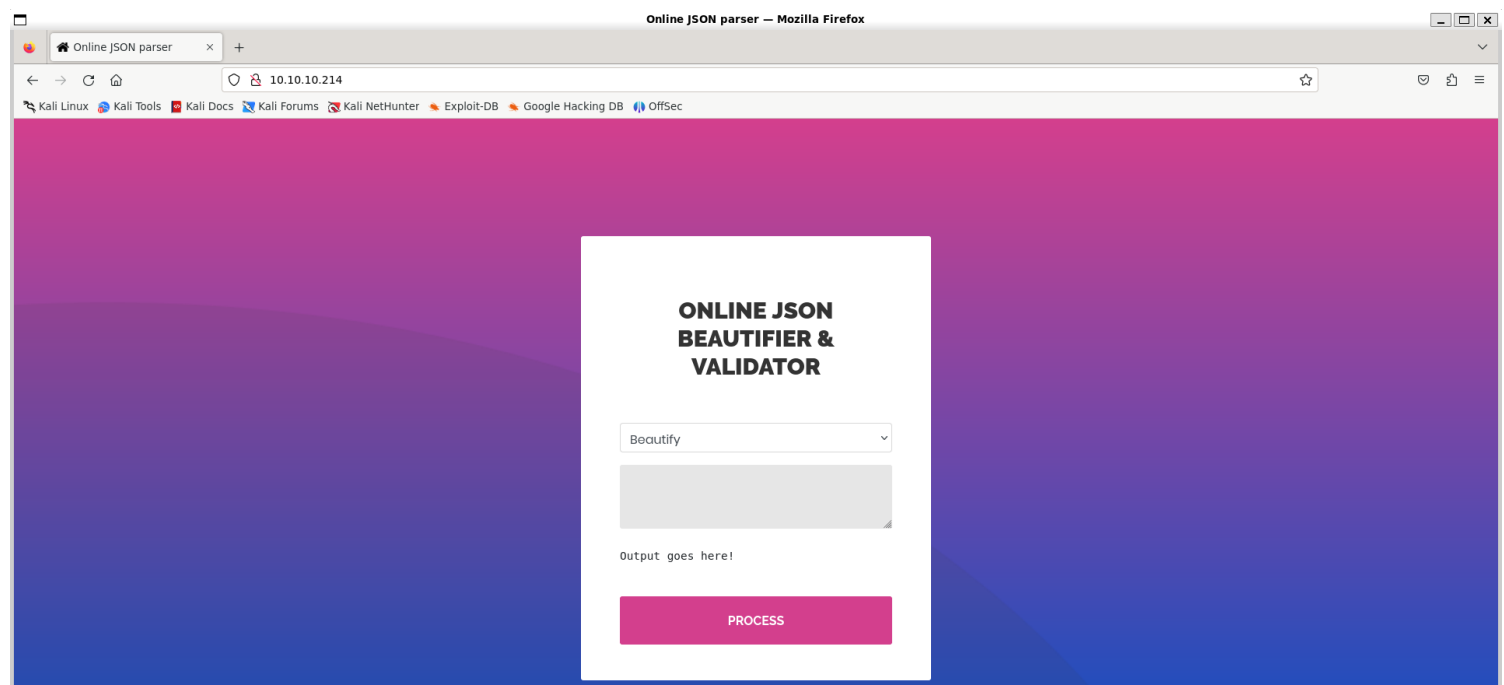 Online JSON parser — Mozilla Firefox
Online JSON parser
10.10.10.214
Kali Linux Kali Tools Kali Docs Kali Forums Kali NetHunter Exploit-DB Google Hacking DB OffSec
ONLINE JSON
BEAUTIFIER &
VALIDATOR
Beautify
Output goes here!
PROCESS